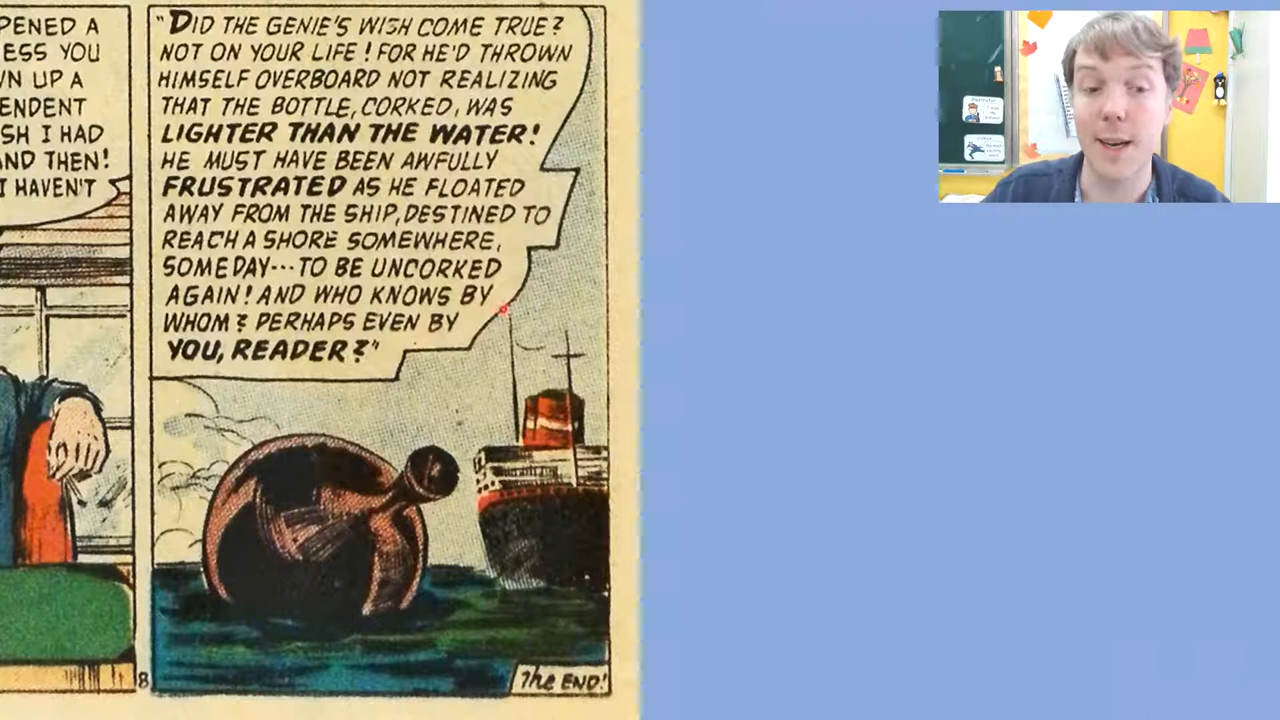 PENED A
ESS YOU
WN UP A
ENDENT
SH I HAD
AND THEN!
I HAVEN'T
"DID THE GENIE'S WISH COME TRUE?
NOT ON YOUR LIFE! FOR HE'D THROWN
HIMSELF OVERBOARD NOT REALIZING
THAT THE BOTTLE, CORKED, WAS
LIGHTER THAN THE WATER!
HE MUST HAVE BEEN AWFULLY
FRUSTRATED AS HE FLOATED
AWAY FROM THE SHIP, DESTINED TO
REACH A SHORE SOMEWHERE,
SOMEDAY---TO BE UNCORKED
AGAIN! AND WHO KNOWS BY
WHOM? PERHAPS EVEN BY
YOU, READER?"
8
The END!